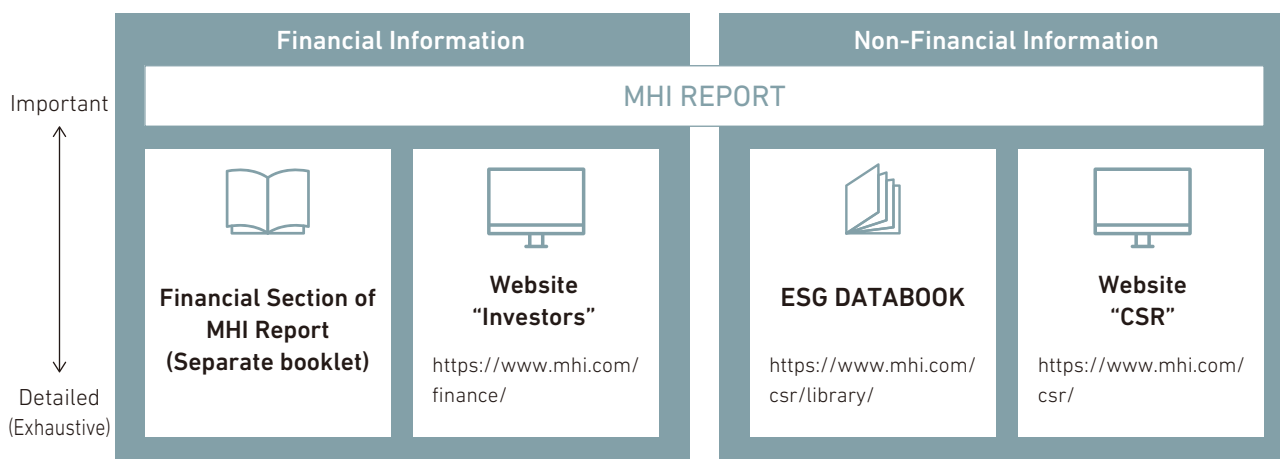 Financial Information
Non-Financial Information
MHI REPORT
Important
Detailed
(Exhaustive)
Financial Section of
MHI Report
(Separate booklet)
Website
“Investors”
https://www.mhi.com/
finance/
ESG DATABOOK
https://www.mhi.com/
csr/library/
Website
“CSR”
https://www.mhi.com/
csr/